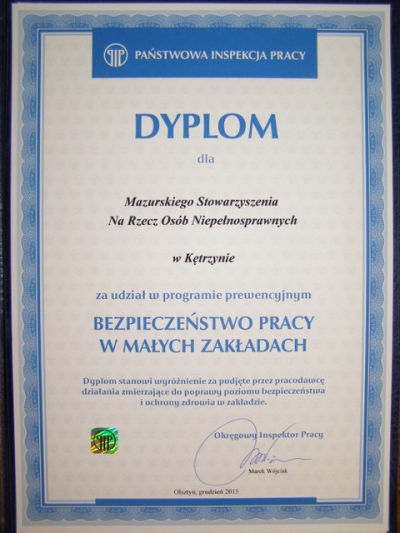 PIP PAŃSTWOWA INSPEKCJA PRACY
DYPLOM
dla
Mazurskiego Stowarzyszenia
Na Rzecz Osób Niepełnosprawnych
w Kętrzynie
za udział w programie prewencyjnym
BEZPIECZEŃSTWO PRACY
W MAŁYCH ZAKŁADACH
Dyplom stanowi wyróżnienie za podjęte przez pracodawcę
działania zmierzające do poprawy poziomu bezpieczeństwa
i ochrony zdrowia w zakładzie.
Okręgowy Inspektor Pracy
Marek Wójciak
Olsztyn, grudzień 2013